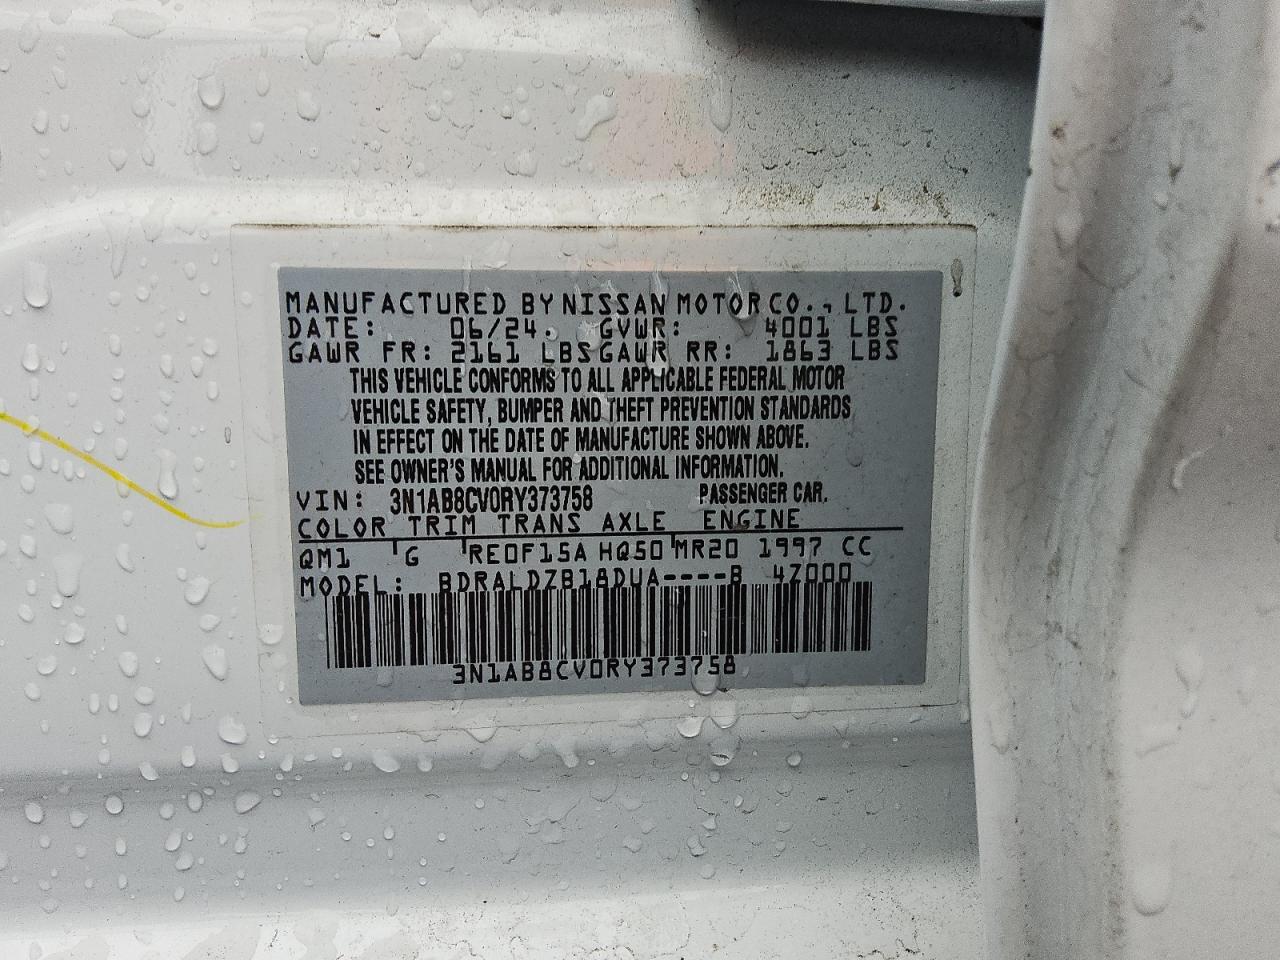 MANUFACTURED BY NISSAN MOTOR CO., LTD.
DATE: 06/24. GVWR: 4001 LBS
GAWR FR: 2161 LBS GAWR RR: 1863 LBS
THIS VEHICLE CONFORMS TO ALL APPLICABLE FEDERAL MOTOR
VEHICLE SAFETY, BUMPER AND THEFT PREVENTION STANDARDS
IN EFFECT ON THE DATE OF MANUFACTURE SHOWN ABOVE.
SEE OWNER'S MANUAL FOR ADDITIONAL INFORMATION.
VIN: 3N1AB8CV0RY373758 PASSENGER CAR.
COLOR TRIM TRANS AXLE ENGINE
QM1 G RE0F15A HQ50 MR20 1997 CC
MODEL: BDRALDZB18DUA----B 4Z000
3N1AB8CV0RY373758